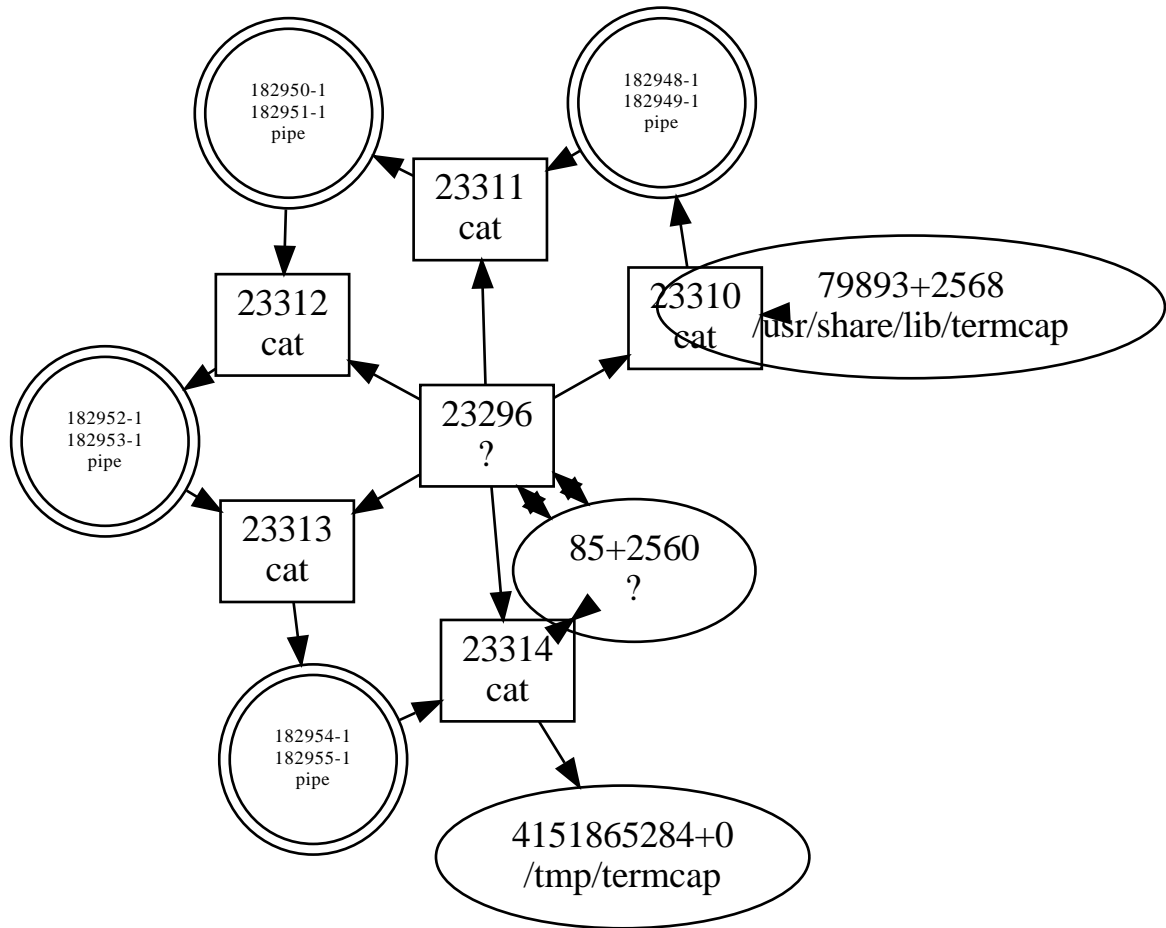 182950-1
182951-1
pipe
182948-1
182949-1
pipe
23311
cat
23312
cat
23310
cat
79893+2568
/usr/share/lib/termcap
182952-1
182953-1
pipe
23296
?
23313
cat
85+2560
?
23314
cat
182954-1
182955-1
pipe
4151865284+0
/tmp/termcap